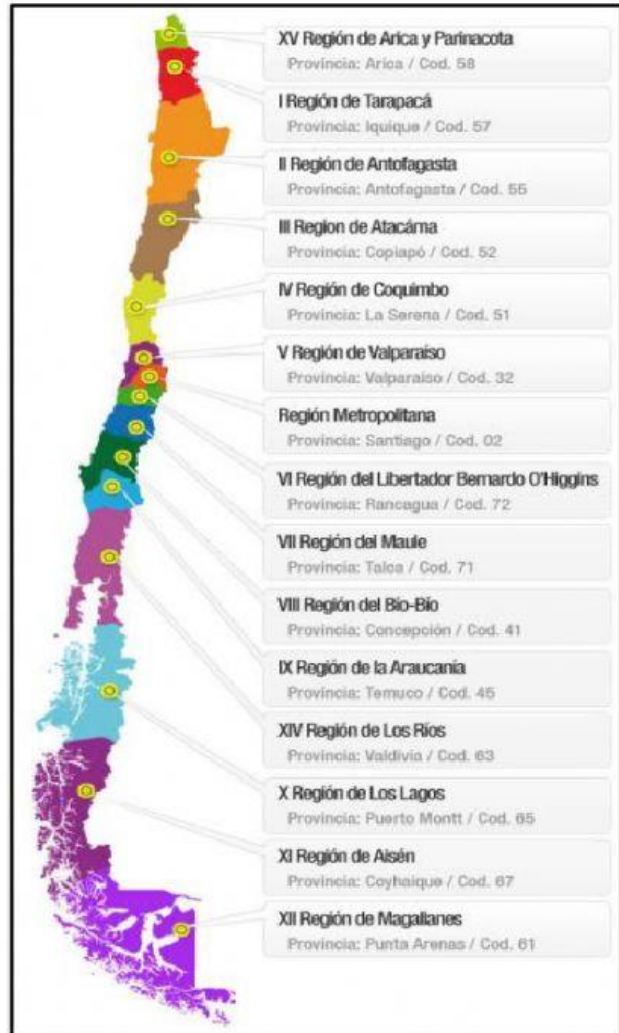 XV Región de Arica y Parinacota
Provincia: Arica / Cod. 58
I Región de Tarapacá
Provincia: Iquique / Cod. 57
II Región de Antofagasta
Provincia: Antofagasta / Cod. 55
III Region de Atacáma
Provincia: Copiapó / Cod. 52
IV Región de Coquimbo
Provincia: La Serena / Cod. 51
V Región de Valparaíso
Provincia: Valparaiso / Cod. 32
Región Metropolitana
Provincia: Santiago / Cod. 02
VI Región del Libertador Bernardo O'Higgins
Provincia: Rancagua / Cod. 72
VII Región del Maule
Provincia: Talca / Cod. 71
VIII Región del Bío-Bío
Provincia: Concepción / Cod. 41
IX Región de la Araucanía
Provincia: Temuco / Cod. 45
XIV Región de Los Ríos
Provincia: Valdivia / Cod. 63
X Región de Los Lagos
Provincia: Puerto Montt / Cod. 65
XI Región de Aisén
Provincia: Coyhaique / Cod. 67
XII Región de Magallanes
Provincia: Punta Arenas / Cod. 61